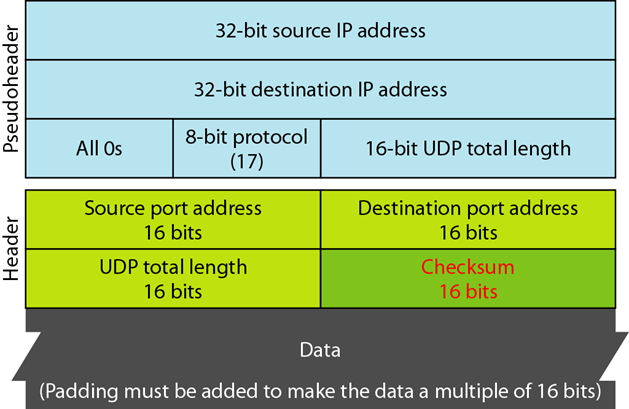 Pseudoheader
32-bit source IP address
32-bit destination IP address
All 0s
8-bit protocol
(17)
16-bit UDP total length
Header
Source port address
16 bits
Destination port address
16 bits
UDP total length
16 bits
Checksum
16 bits
Data
(Padding must be added to make the data a multiple of 16 bits)